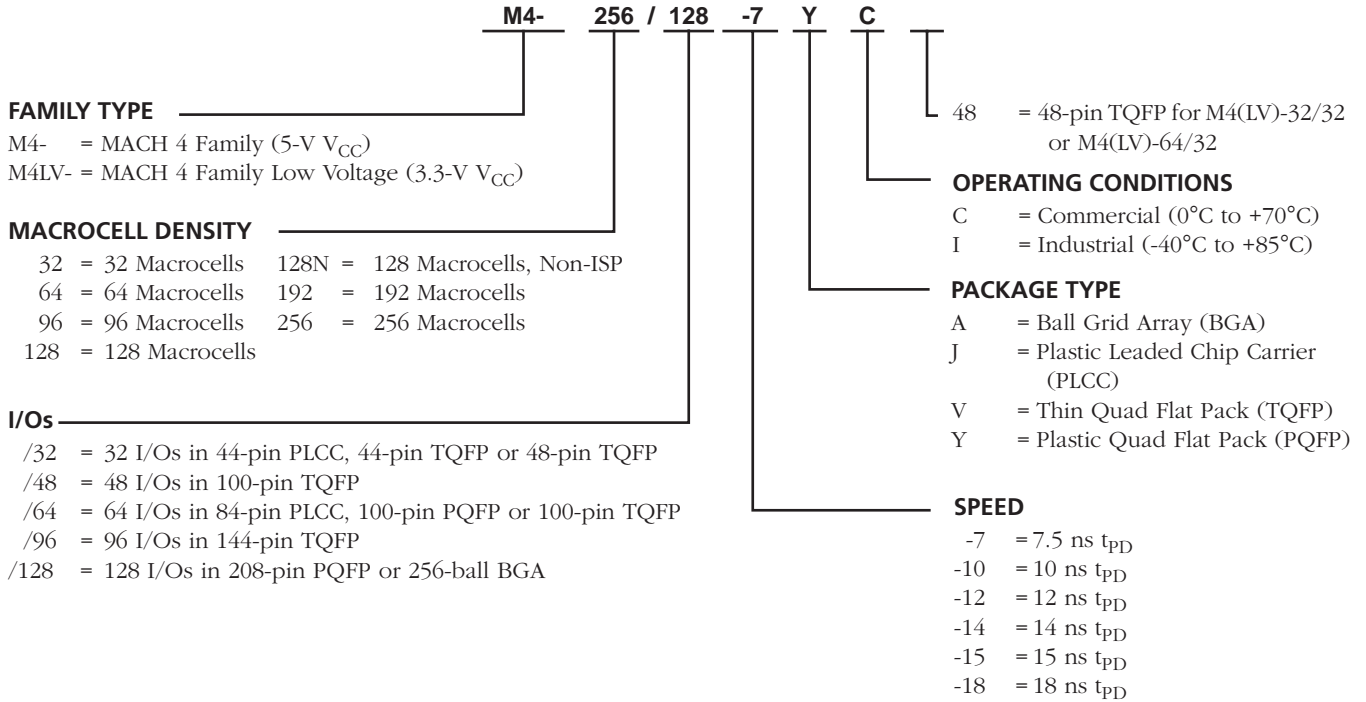 M4- 256 / 128 -7 Y C
FAMILY TYPE
M4- = MACH 4 Family (5-V VCC)
M4LV- = MACH 4 Family Low Voltage (3.3-V VCC)
MACROCELL DENSITY
32 = 32 Macrocells 128N = 128 Macrocells, Non-ISP
64 = 64 Macrocells 192 = 192 Macrocells
96 = 96 Macrocells 256 = 256 Macrocells
128 = 128 Macrocells
I/Os
/32 = 32 I/Os in 44-pin PLCC, 44-pin TQFP or 48-pin TQFP
/48 = 48 I/Os in 100-pin TQFP
/64 = 64 I/Os in 84-pin PLCC, 100-pin PQFP or 100-pin TQFP
/96 = 96 I/Os in 144-pin TQFP
/128 = 128 I/Os in 208-pin PQFP or 256-ball BGA
48 = 48-pin TQFP for M4(LV)-32/32
or M4(LV)-64/32
OPERATING CONDITIONS
C = Commercial (0°C to +70°C)
I = Industrial (-40°C to +85°C)
PACKAGE TYPE
A = Ball Grid Array (BGA)
J = Plastic Leaded Chip Carrier
(PLCC)
V = Thin Quad Flat Pack (TQFP)
Y = Plastic Quad Flat Pack (PQFP)
SPEED
-7 = 7.5 ns tPD
-10 = 10 ns tPD
-12 = 12 ns tPD
-14 = 14 ns tPD
-15 = 15 ns tPD
-18 = 18 ns tPD